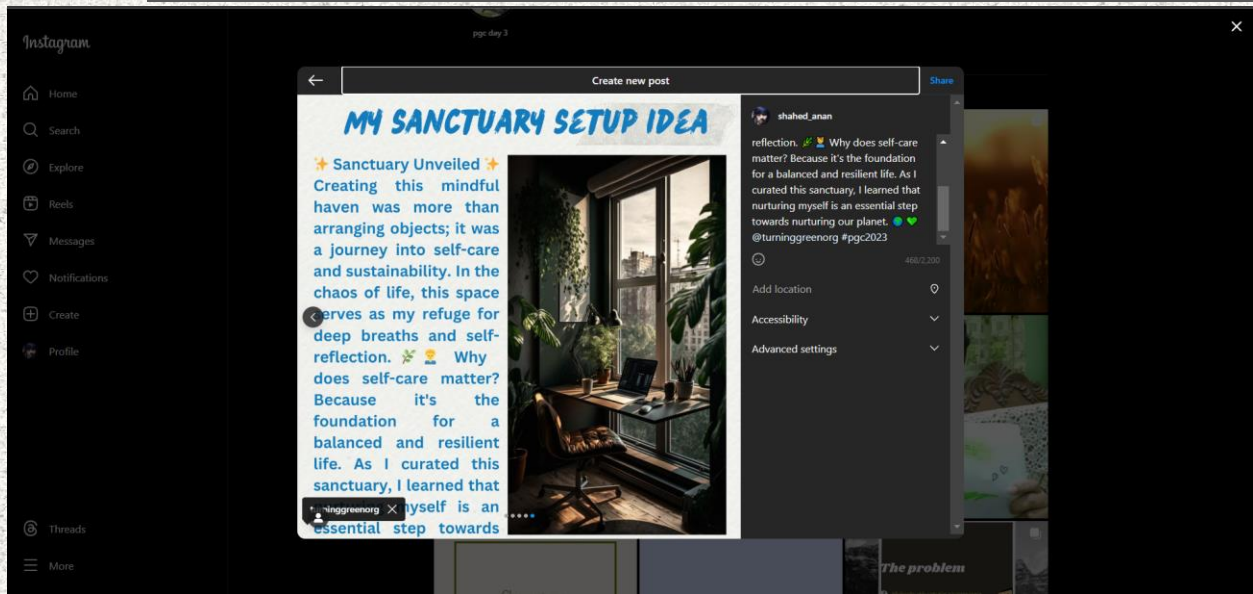 Instagram
Home
Search
Explore
Reels
Messages
Notifications
Create
Profile
Threads
More
pgc day 3
Create new post
Share
MY SANCTUARY SETUP IDEA
✨ Sanctuary Unveiled ✨
Creating this mindful
haven was more than
arranging objects; it was
a journey into self-care
and sustainability. In the
chaos of life, this space
serves as my refuge for
deep breaths and self-
reflection. 🌿 💆 Why
does self-care matter?
Because it's the
foundation for a
balanced and resilient
life. As I curated this
sanctuary, I learned that
myself is an
essential step towards
turninggreenorg
shahed_anan
reflection. 🌿 💆 Why does self-care
matter? Because it's the foundation
for a balanced and resilient life. As I
curated this sanctuary, I learned that
nurturing myself is an essential step
towards nurturing our planet. 🌍 💚
@turninggreenorg #pgc2023
468/2,200
Add location
Accessibility
Advanced settings
The problem